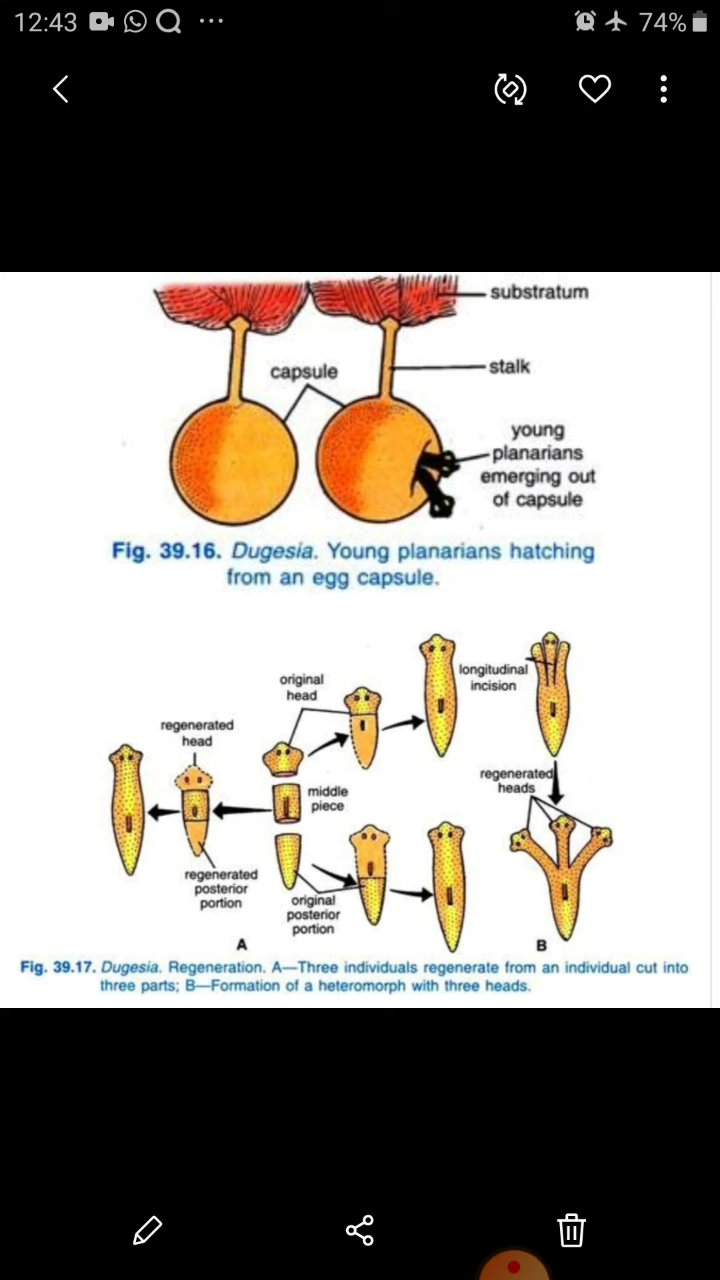 12:43
74%
substratum
capsule
stalk
young
planarians
emerging out
of capsule
Fig. 39.16. Dugesia. Young planarians hatching
from an egg capsule.
original
head
longitudinal
incision
regenerated
head
regenerated
heads
middle
piece
regenerated
posterior
portion
original
posterior
portion
A
B
Fig. 39.17. Dugesia. Regeneration. A—Three individuals regenerate from an individual cut into
three parts; B—Formation of a heteromorph with three heads.